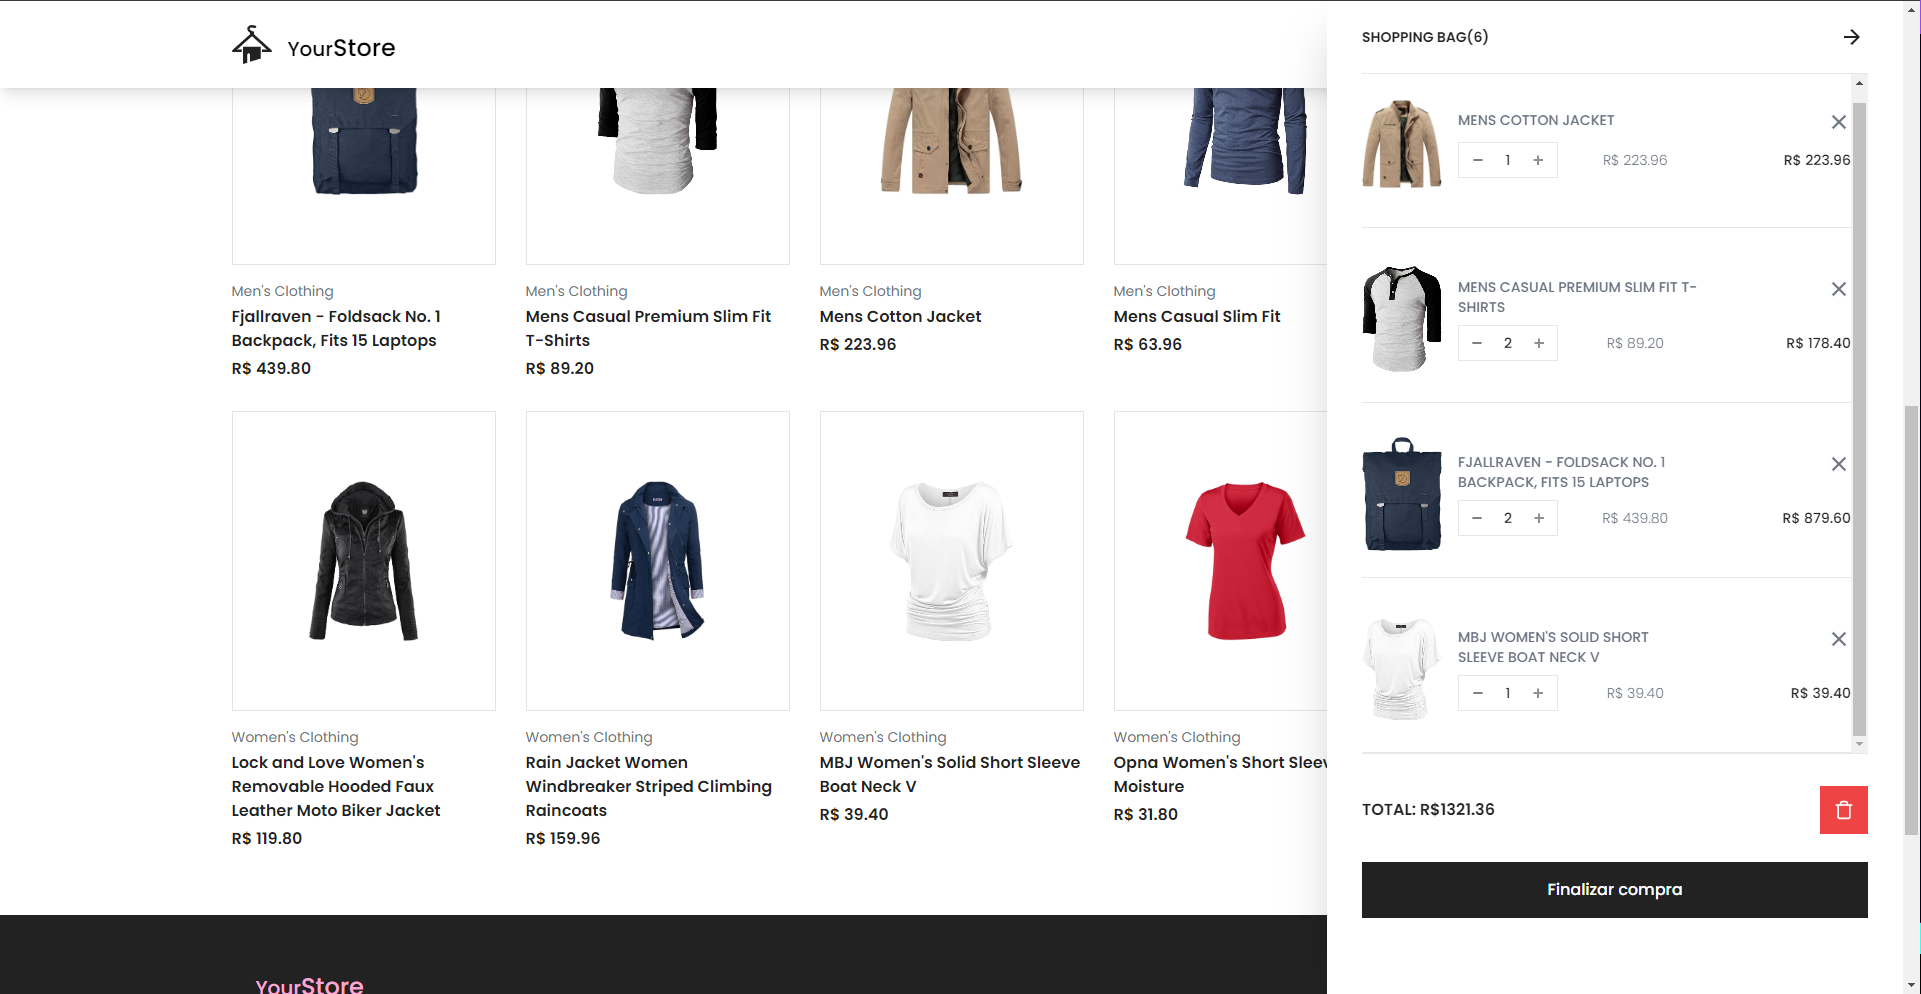 YourStore
Men's Clothing
Fjallraven - Foldsack No. 1
Backpack, Fits 15 Laptops
R$ 439.80
Men's Clothing
Mens Casual Premium Slim Fit
T-Shirts
R$ 89.20
Men's Clothing
Mens Cotton Jacket
R$ 223.96
Men's Clothing
Mens Casual Slim Fit
R$ 63.96
Women's Clothing
Lock and Love Women's
Removable Hooded Faux
Leather Moto Biker Jacket
R$ 119.80
Women's Clothing
Rain Jacket Women
Windbreaker Striped Climbing
Raincoats
R$ 159.96
Women's Clothing
MBJ Women's Solid Short Sleeve
Boat Neck V
R$ 39.40
Women's Clothing
Opna Women's Short Sleev
Moisture
R$ 31.80
YourStore
SHOPPING BAG(6)
MENS COTTON JACKET
− 1 + R$ 223.96 R$ 223.96
MENS CASUAL PREMIUM SLIM FIT T-
SHIRTS
− 2 + R$ 89.20 R$ 178.40
FJALLRAVEN - FOLDSACK NO. 1
BACKPACK, FITS 15 LAPTOPS
− 2 + R$ 439.80 R$ 879.60
MBJ WOMEN'S SOLID SHORT
SLEEVE BOAT NECK V
− 1 + R$ 39.40 R$ 39.40
TOTAL: R$1321.36
Finalizar compra